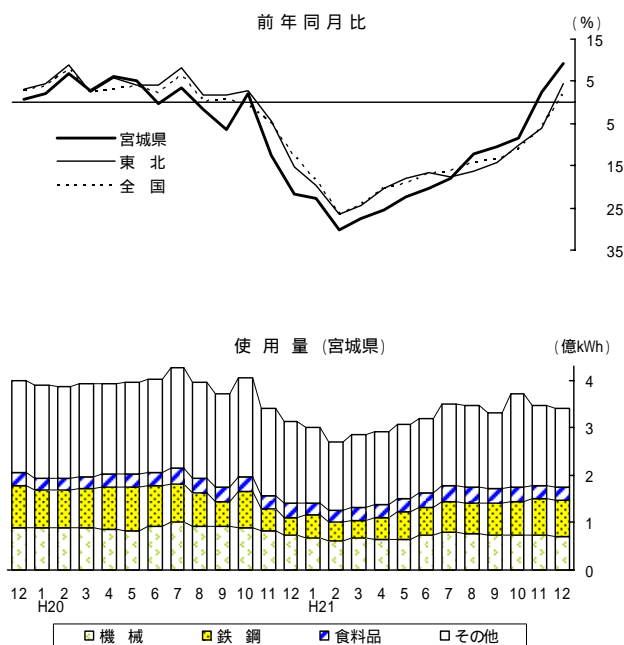 前年同月比
(%)
15
5
5
15
25
35
宮城県
東 北
全 国
使 用 量 (宮城県)
(億kWh)
4
3
2
1
0
12 1 2 3 4 5 6 7 8 9 10 11 12 1 2 3 4 5 6 7 8 9 10 11 12
H20 H21
機 械 鉄 鋼 食料品 その他